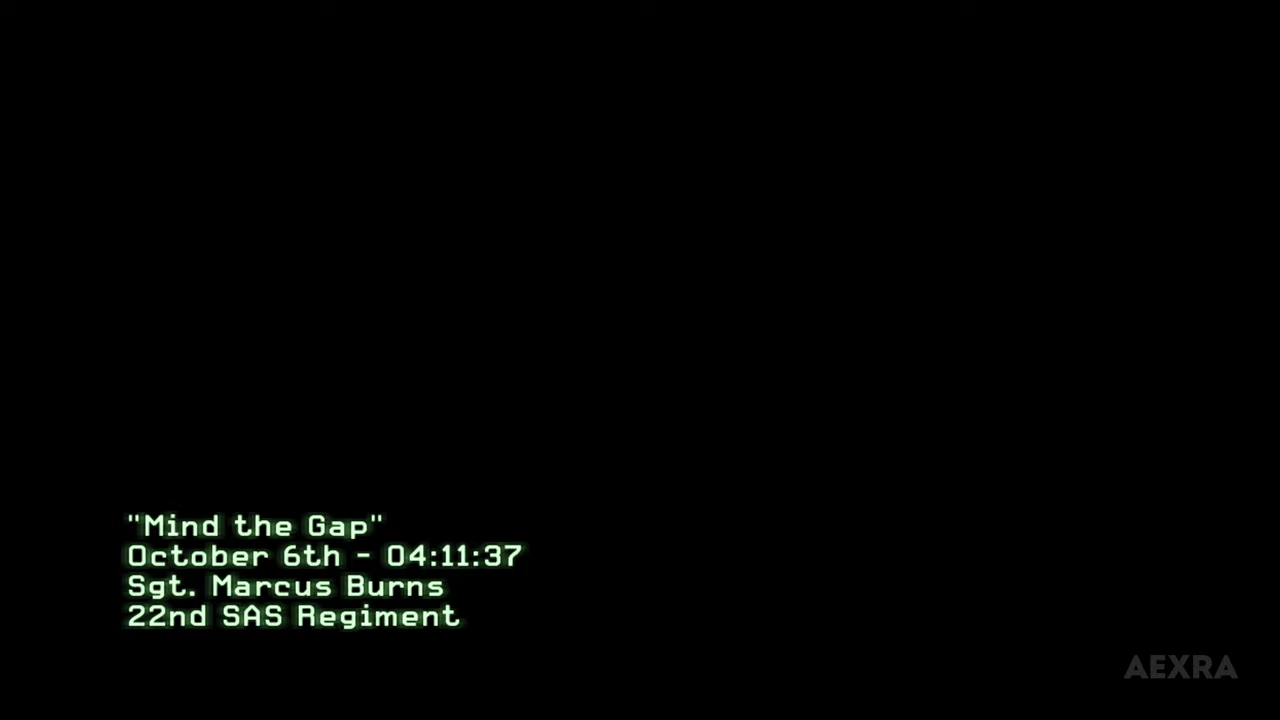 "Mind the Gap"
October 6th - 04:11:37
Sgt. Marcus Burns
22nd SAS Regiment
AEXRA